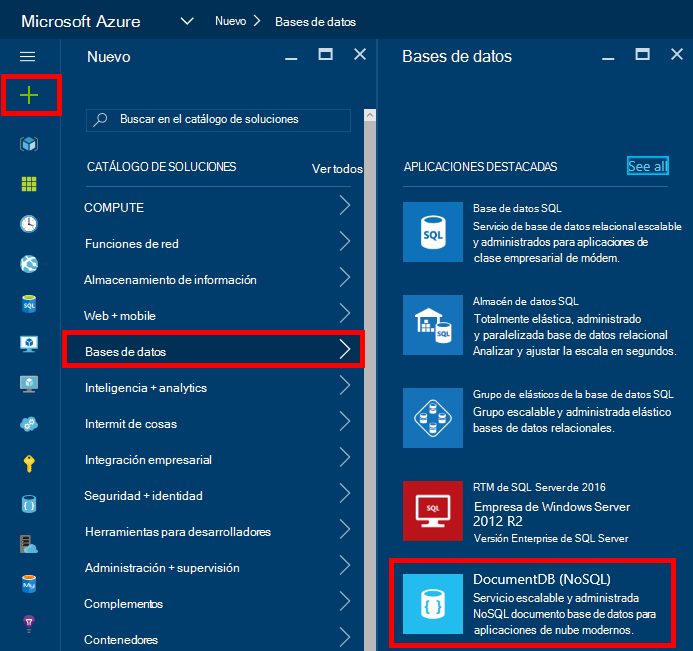 Microsoft Azure
Nuevo
Bases de datos
Nuevo
Buscar en el catálogo de soluciones
CATÁLOGO DE SOLUCIONES
Ver todos
COMPUTE
Funciones de red
Almacenamiento de información
Web + mobile
Bases de datos
Inteligencia + analytics
Intermit de cosas
Integración empresarial
Seguridad + identidad
Herramientas para desarrolladores
Administración + supervisión
Complementos
Contenedores
Bases de datos
APLICACIONES DESTACADAS
See all
SQL
Base de datos SQL
Servicio de base de datos relacional escalable
y administrados para aplicaciones de
clase empresarial de módem.
SQL
Almacén de datos SQL
Totalmente elástica, administrado
y paralelizada base de datos relacional
Analizar y ajustar la escala en segundos.
Grupo de elásticos de la base de datos SQL
Grupo escalable y administrada elástico
bases de datos relacionales.
SQL
RTM de SQL Server de 2016
Empresa de Windows Server
2012 R2
Versión Enterprise de SQL Server
{ }
DocumentDB (NoSQL)
Servicio escalable y administrada
NoSQL documento base de datos para
aplicaciones de nube modernos.